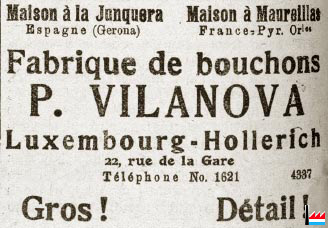 Maison à la Junquera Maison à Maureillas
Espagne (Gerona) France-Pyr. Or^les
Fabrique de bouchons
P. VILANOVA
Luxembourg-Hollerich
22, rue de la Gare
Téléphone No. 1621 4337
Gros! Détail!